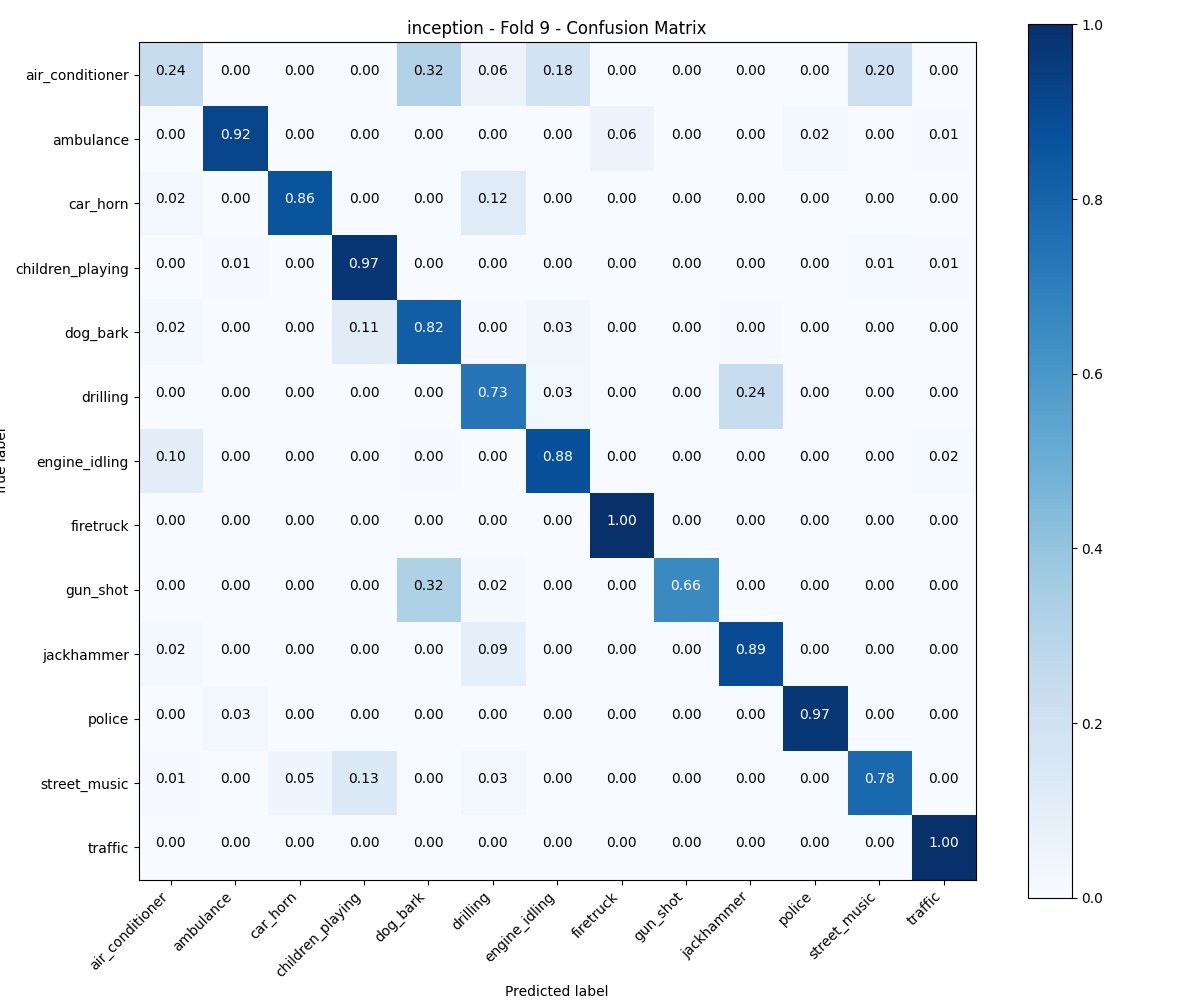 inception - Fold 9 - Confusion Matrix
air_conditioner 0.24 0.00 0.00 0.00 0.32 0.06 0.18 0.00 0.00 0.00 0.00 0.20 0.00
ambulance 0.00 0.92 0.00 0.00 0.00 0.00 0.00 0.06 0.00 0.00 0.02 0.00 0.01
car_horn 0.02 0.00 0.86 0.00 0.00 0.12 0.00 0.00 0.00 0.00 0.00 0.00 0.00
children_playing 0.00 0.01 0.00 0.97 0.00 0.00 0.00 0.00 0.00 0.00 0.00 0.01 0.01
dog_bark 0.02 0.00 0.00 0.11 0.82 0.00 0.03 0.00 0.00 0.00 0.00 0.00 0.00
drilling 0.00 0.00 0.00 0.00 0.00 0.73 0.03 0.00 0.00 0.24 0.00 0.00 0.00
engine_idling 0.10 0.00 0.00 0.00 0.00 0.00 0.88 0.00 0.00 0.00 0.00 0.00 0.02
firetruck 0.00 0.00 0.00 0.00 0.00 0.00 0.00 1.00 0.00 0.00 0.00 0.00 0.00
gun_shot 0.00 0.00 0.00 0.00 0.32 0.02 0.00 0.00 0.66 0.00 0.00 0.00 0.00
jackhammer 0.02 0.00 0.00 0.00 0.00 0.09 0.00 0.00 0.00 0.89 0.00 0.00 0.00
police 0.00 0.03 0.00 0.00 0.00 0.00 0.00 0.00 0.00 0.00 0.97 0.00 0.00
street_music 0.01 0.00 0.05 0.13 0.00 0.03 0.00 0.00 0.00 0.00 0.00 0.78 0.00
traffic 0.00 0.00 0.00 0.00 0.00 0.00 0.00 0.00 0.00 0.00 0.00 0.00 1.00
air_conditioner ambulance car_horn children_playing dog_bark drilling engine_idling firetruck gun_shot jackhammer police street_music traffic
Predicted label
1.0
0.8
0.6
0.4
0.2
0.0